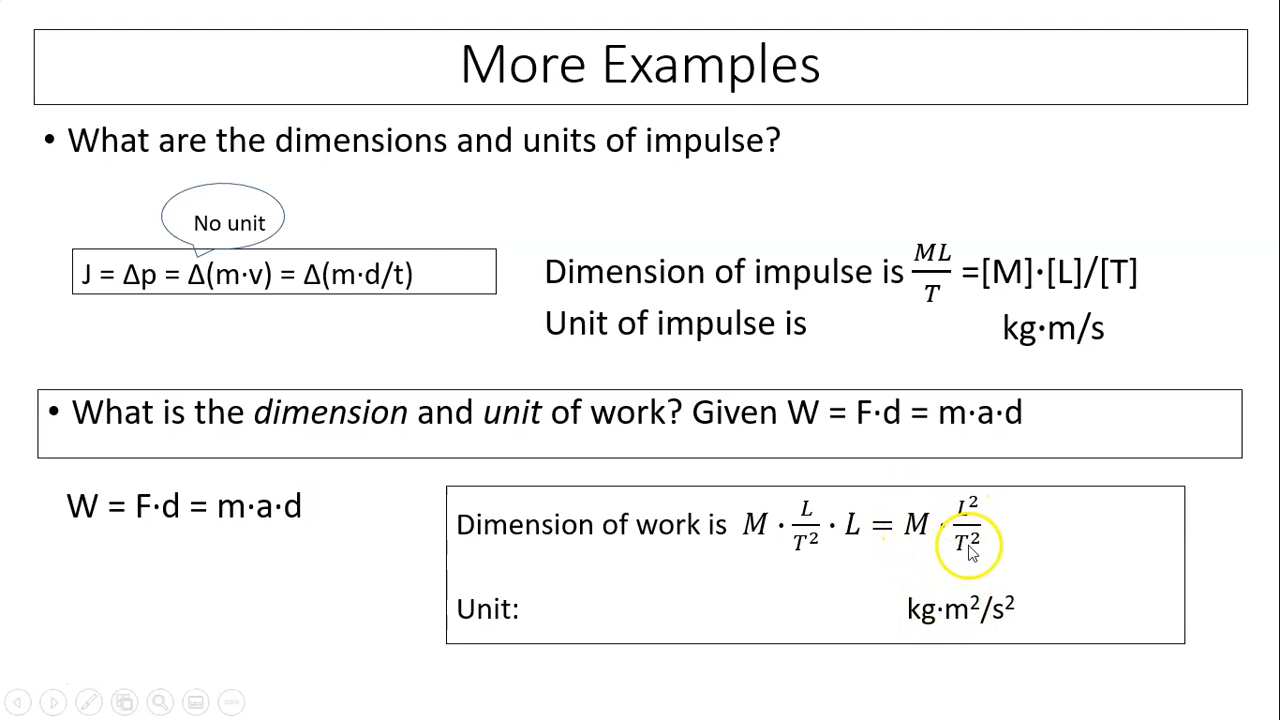 More Examples
• What are the dimensions and units of impulse?
No unit
J = Δp = Δ(m·v) = Δ(m·d/t)
Dimension of impulse is ML/T =[M]·[L]/[T]
Unit of impulse is kg·m/s
• What is the dimension and unit of work? Given W = F·d = m·a·d
W = F·d = m·a·d
Dimension of work is M · L/T² · L = M · L²/T²
Unit: kg·m²/s²